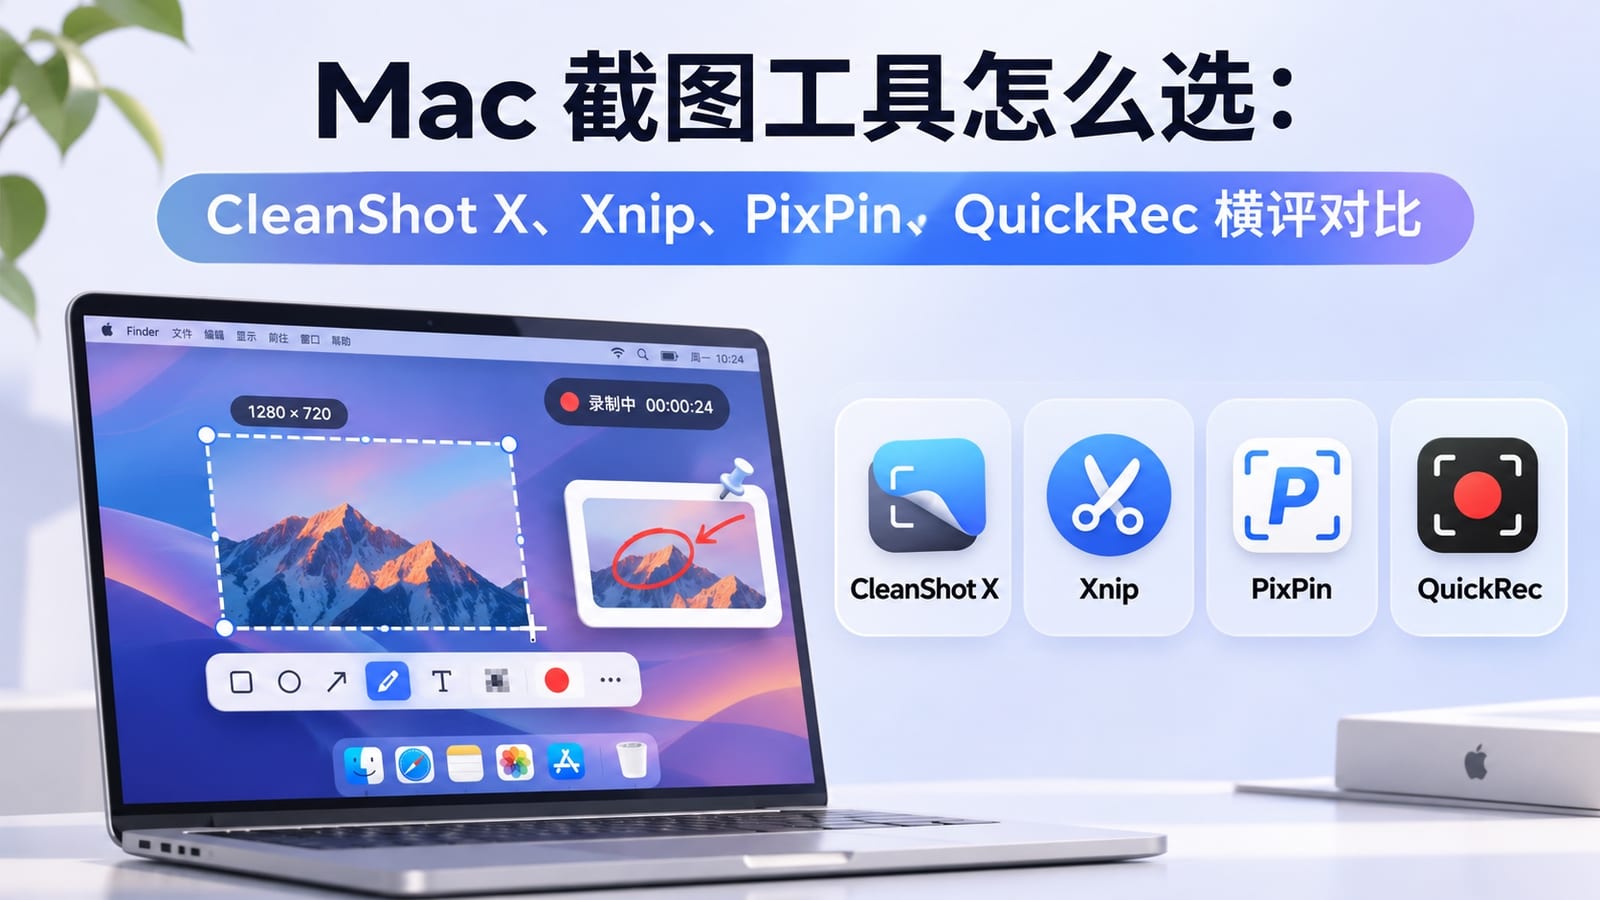 Mac 截图工具怎么选：
CleanShot X、Xnip、PixPin、QuickRec 横评对比
Finder 文件 编辑 显示 前往 窗口 帮助
周一 10:24
1280 × 720
录制中 00:00:24
T
CleanShot X
Xnip
P
PixPin
QuickRec